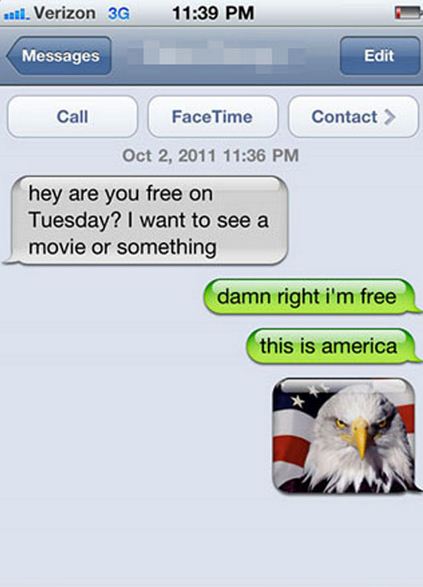 Verizon 3G 11:39 PM
Messages Edit
Call FaceTime Contact
Oct 2, 2011 11:36 PM
hey are you free on
Tuesday? I want to see a
movie or something
damn right i'm free
this is america